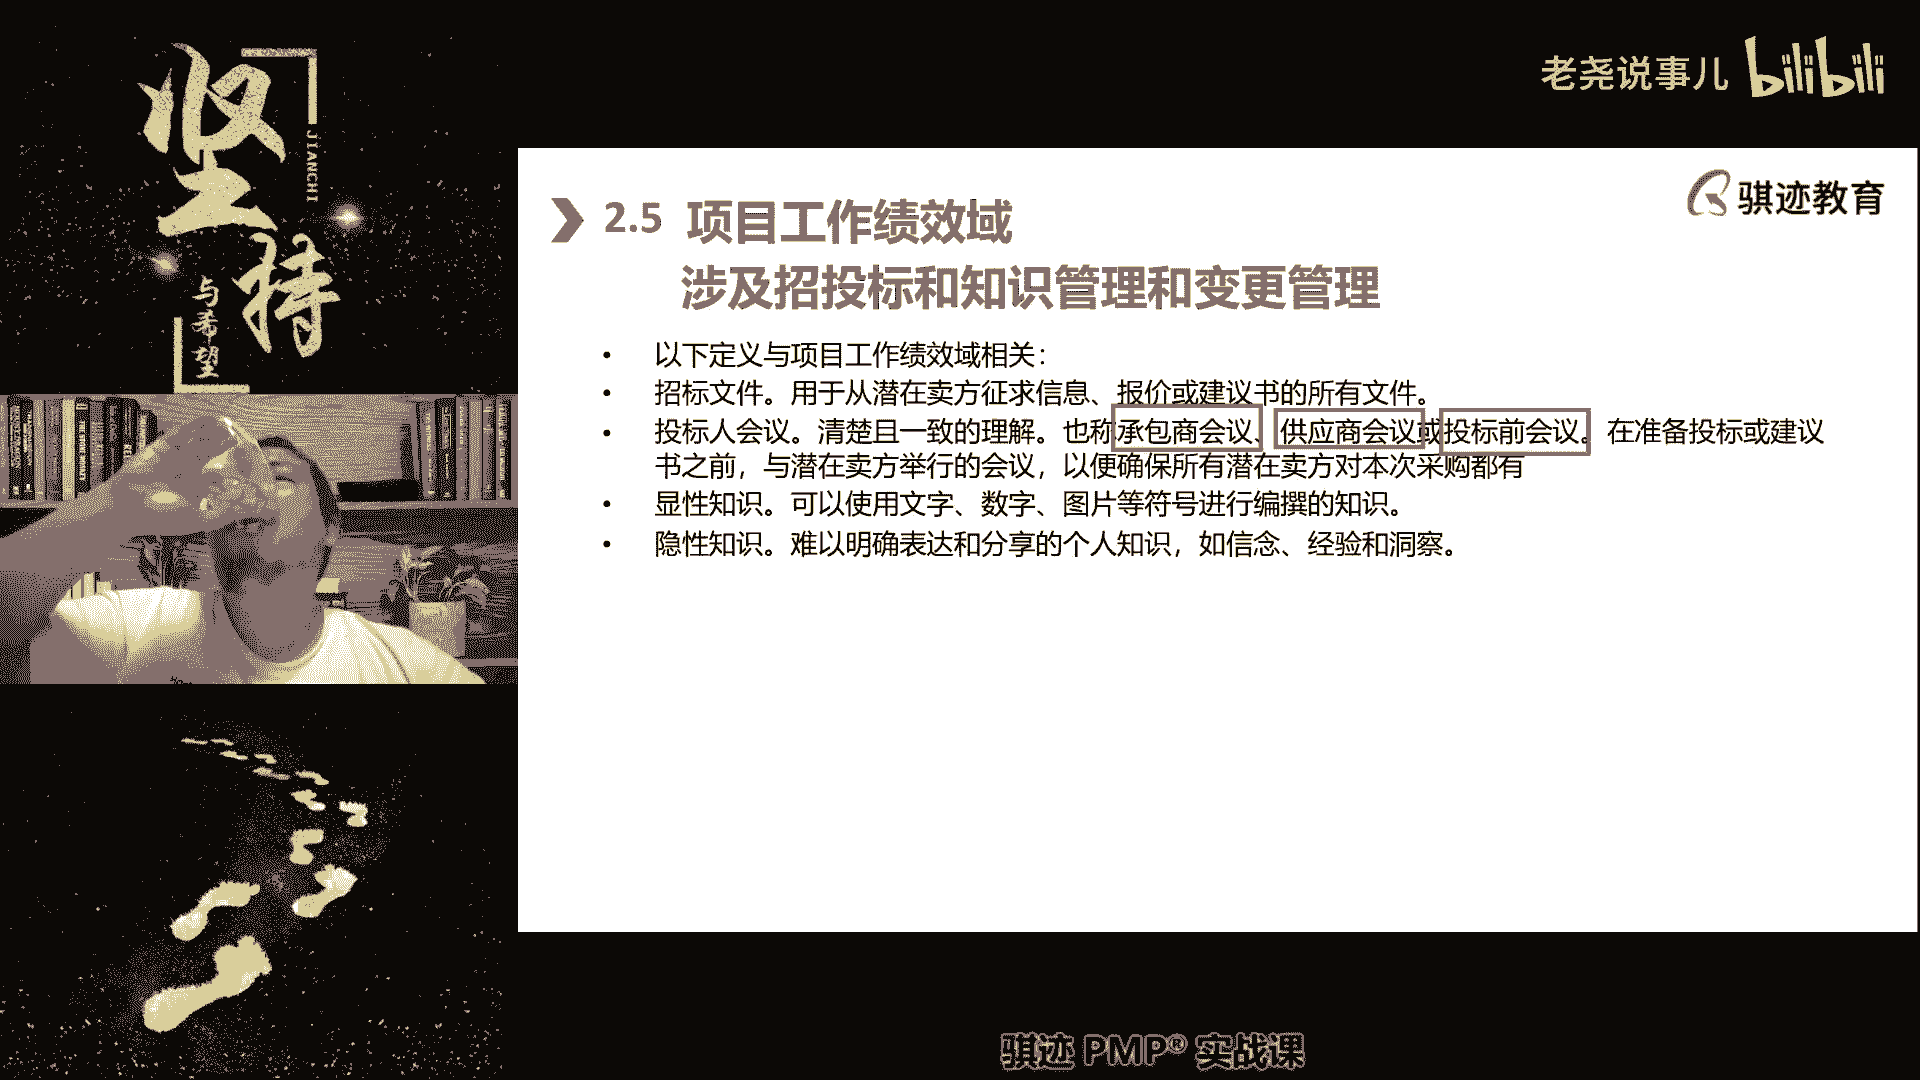 坚持
JIANCHI
与希望
老尧说事儿 bilibili
骐迹教育
2.5 项目工作绩效域
涉及招投标和知识管理和变更管理
• 以下定义与项目工作绩效域相关：
• 招标文件。用于从潜在卖方征求信息、报价或建议书的所有文件。
• 投标人会议。清楚且一致的理解。也称承包商会议、供应商会议或投标前会议。在准备投标或建议
书之前，与潜在卖方举行的会议，以便确保所有潜在卖方对本次采购都有
• 显性知识。可以使用文字、数字、图片等符号进行编撰的知识。
• 隐性知识。难以明确表达和分享的个人知识，如信念、经验和洞察。
骐迹 PMP® 实战课